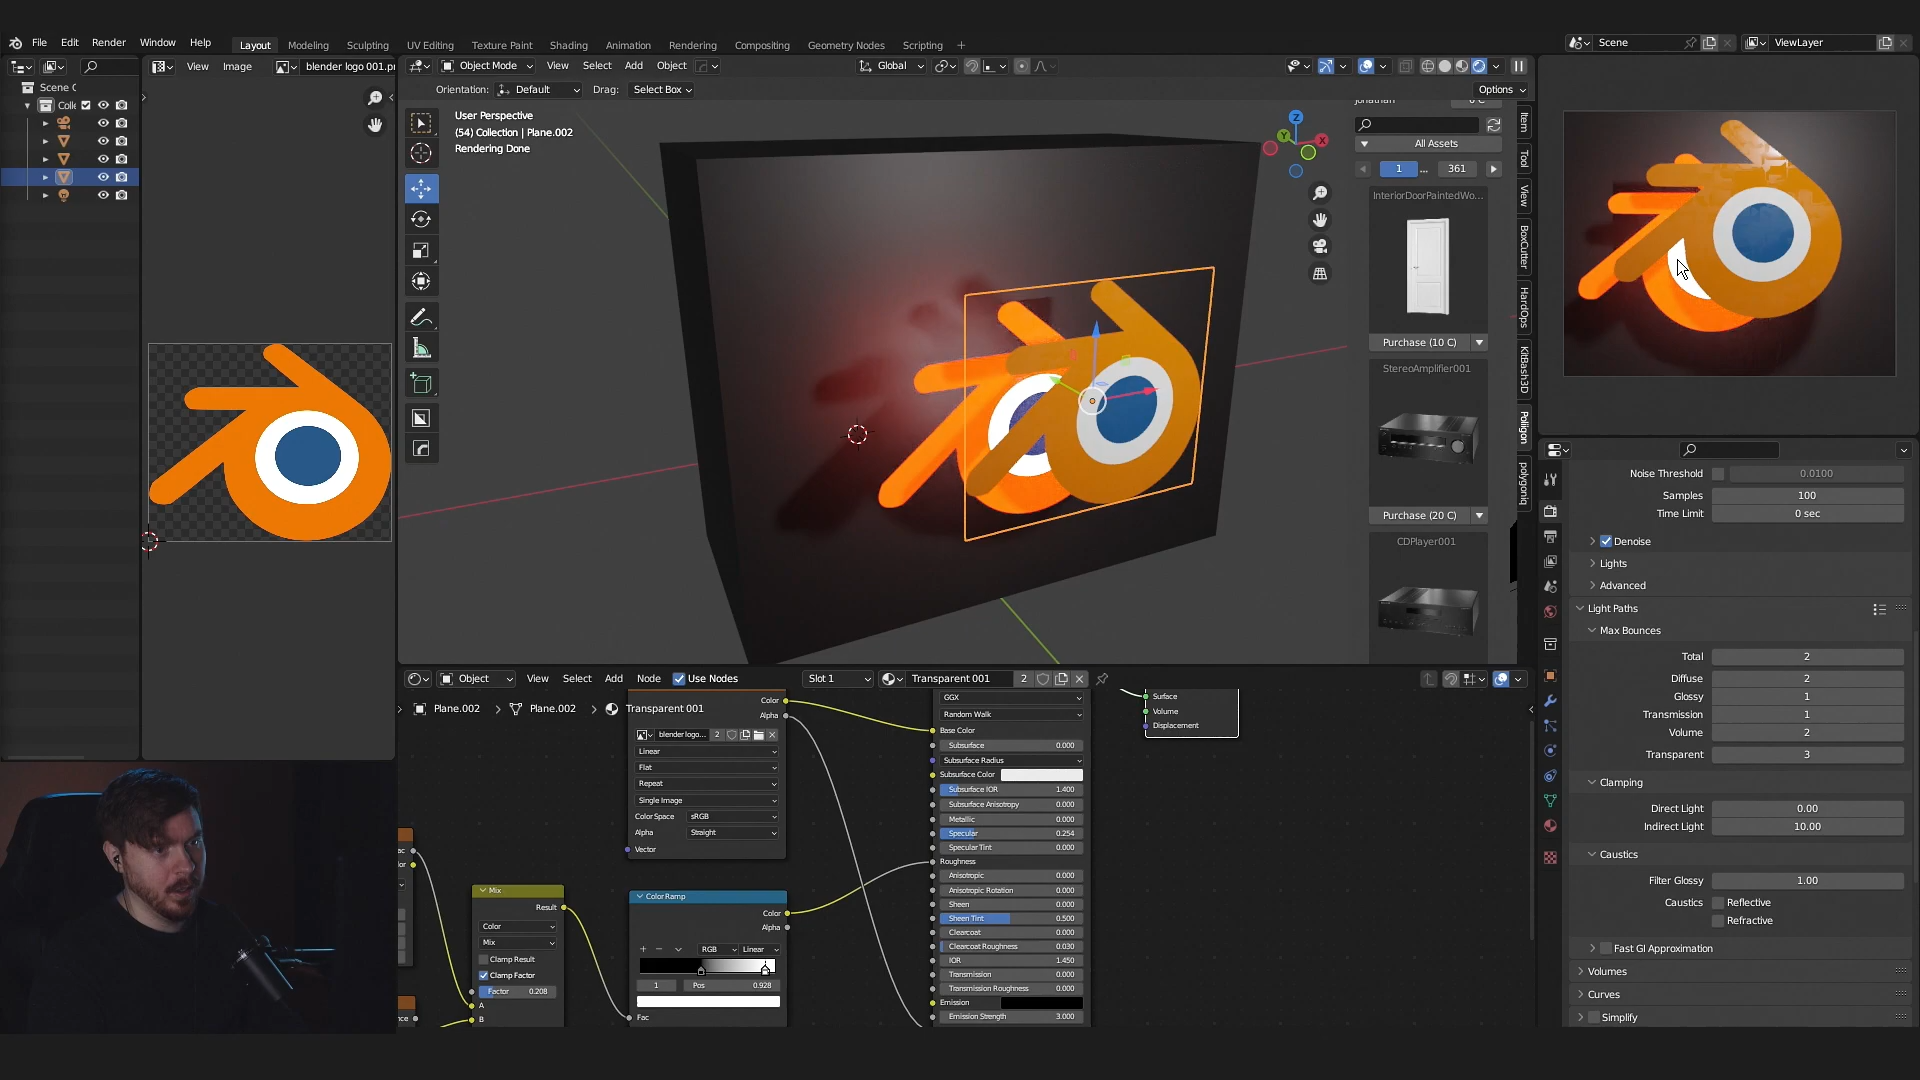 File Edit Render Window Help
Layout Modeling Sculpting UV Editing Texture Paint Shading Animation Rendering Compositing Geometry Nodes Scripting +
Scene
ViewLayer
View Image
blender logo 001.p
Scene C
Colle
Object Mode
View Select Add Object
Global
Orientation: Default Drag: Select Box
Options
User Perspective
(54) Collection | Plane.002
Rendering Done
Z
Y
X
All Assets
1 ... 361
InteriorDoorPaintedWo...
Purchase (10 C)
StereoAmplifier001
Purchase (20 C)
CDPlayer001
Item
Tool
View
BoxCutter
HardOps
KitBash3D
Poliigon
polygoniq
Noise Threshold 0.0100
Samples 100
Time Limit 0 sec
Denoise
Lights
Advanced
Light Paths
Max Bounces
Total 2
Diffuse 2
Glossy 1
Transmission 1
Volume 2
Transparent 3
Clamping
Direct Light 0.00
Indirect Light 10.00
Caustics
Filter Glossy 1.00
Caustics Reflective
Refractive
Fast GI Approximation
Volumes
Curves
Simplify
Object
View Select Add Node Use Nodes
Slot 1
Transparent 001 2
Plane.002 Plane.002 Transparent 001
Color
Alpha
blender logo... 2
Linear
Flat
Repeat
Single Image
Color Space sRGB
Alpha Straight
Vector
Mix
Result
Color
Mix
Clamp Result
Clamp Factor
Factor 0.208
A
B
ColorRamp
Color
Alpha
RGB Linear
1 Pos 0.928
Fac
GGX
Random Walk
Base Color
Subsurface 0.000
Subsurface Radius
Subsurface Color
Subsurface IOR 1.400
Subsurface Anisotropy 0.000
Metallic 0.000
Specular 0.254
Specular Tint 0.000
Roughness
Anisotropic 0.000
Anisotropic Rotation 0.000
Sheen 0.000
Sheen Tint 0.500
Clearcoat 0.000
Clearcoat Roughness 0.030
IOR 1.450
Transmission 0.000
Transmission Roughness 0.000
Emission
Emission Strength 3.000
Surface
Volume
Displacement